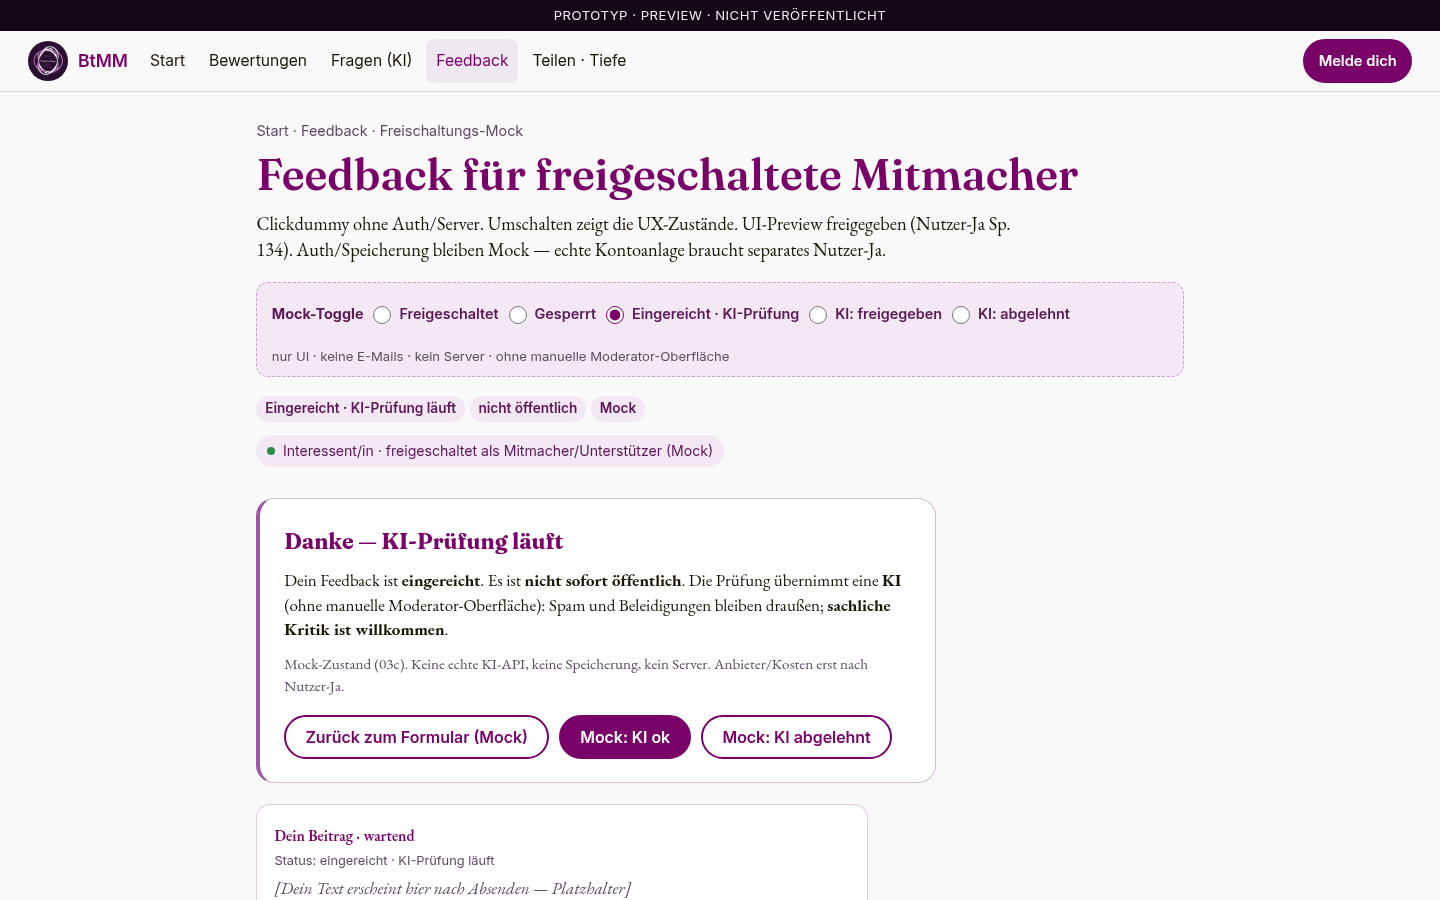 PROTOTYP · PREVIEW · NICHT VERÖFFENTLICHT
BtMM Start Bewertungen Fragen (KI) Feedback Teilen · Tiefe Melde dich
Start · Feedback · Freischaltungs-Mock
Feedback für freigeschaltete Mitmacher
Clickdummy ohne Auth/Server. Umschalten zeigt die UX-Zustände. UI-Preview freigegeben (Nutzer-Ja Sp.
134). Auth/Speicherung bleiben Mock — echte Kontoanlage braucht separates Nutzer-Ja.
Mock-Toggle Freigeschaltet Gesperrt Eingereicht · KI-Prüfung KI: freigegeben KI: abgelehnt
nur UI · keine E-Mails · kein Server · ohne manuelle Moderator-Oberfläche
Eingereicht · KI-Prüfung läuft nicht öffentlich Mock
Interessent/in · freigeschaltet als Mitmacher/Unterstützer (Mock)
Danke — KI-Prüfung läuft
Dein Feedback ist eingereicht. Es ist nicht sofort öffentlich. Die Prüfung übernimmt eine KI
(ohne manuelle Moderator-Oberfläche): Spam und Beleidigungen bleiben draußen; sachliche
Kritik ist willkommen.
Mock-Zustand (03c). Keine echte KI-API, keine Speicherung, kein Server. Anbieter/Kosten erst nach
Nutzer-Ja.
Zurück zum Formular (Mock) Mock: KI ok Mock: KI abgelehnt
Dein Beitrag · wartend
Status: eingereicht · KI-Prüfung läuft
[Dein Text erscheint hier nach Absenden — Platzhalter]